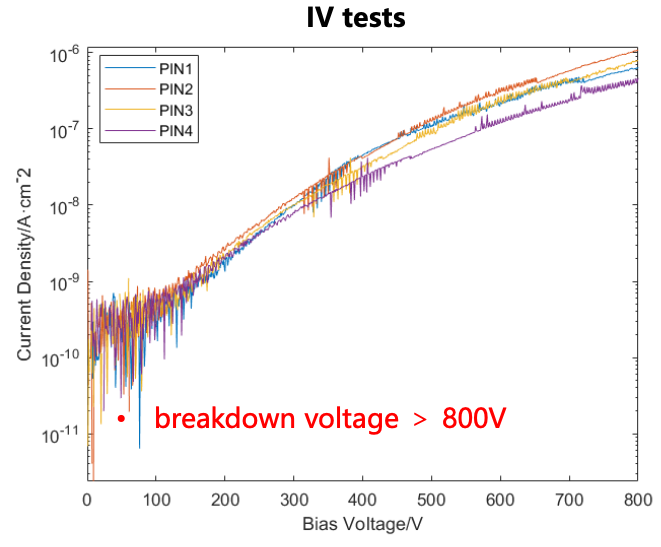 IV tests
PIN1
PIN2
PIN3
PIN4
10^-6
10^-7
10^-8
10^-9
10^-10
10^-11
Current Density/A·cm^-2
• breakdown voltage > 800V
0 100 200 300 400 500 600 700 800
Bias Voltage/V